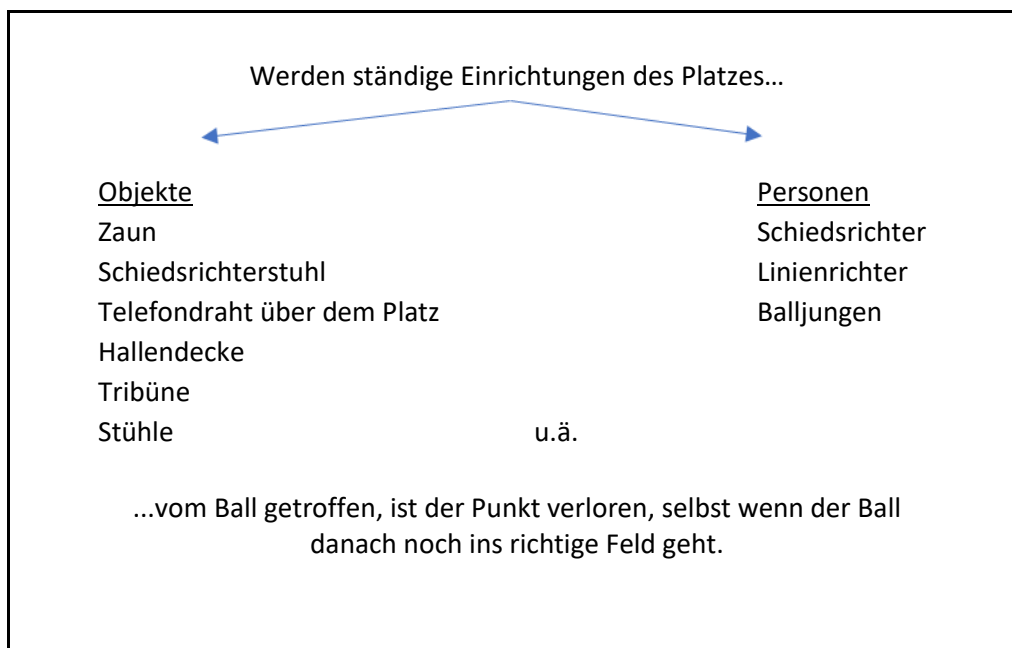 Werden ständige Einrichtungen des Platzes…
Objekte
Personen
Zaun
Schiedsrichter
Schiedsrichterstuhl
Linienrichter
Telefondraht über dem Platz
Balljungen
Hallendecke
Tribüne
Stühle
u.ä.
...vom Ball getroffen, ist der Punkt verloren, selbst wenn der Ball
danach noch ins richtige Feld geht.